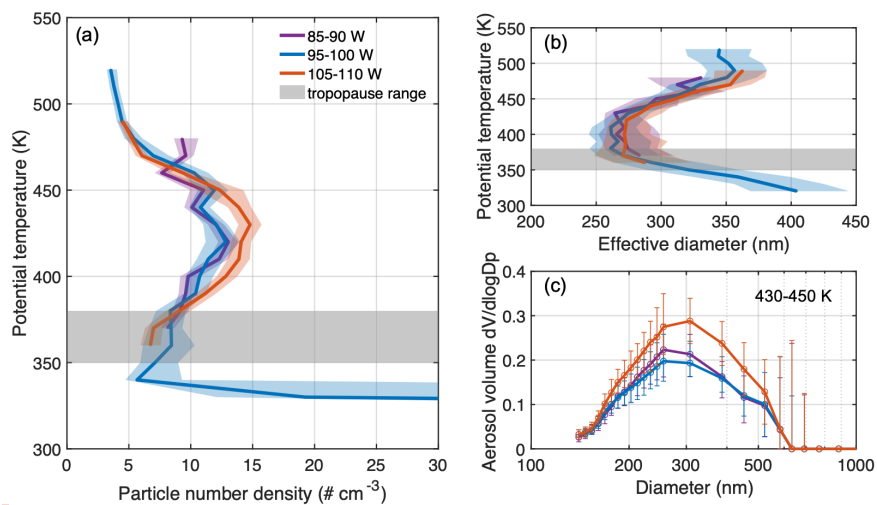 (a)
85-90 W
95-100 W
105-110 W
tropopause range
550
500
450
400
350
300
Potential temperature (K)
0 5 10 15 20 25 30
Particle number density (# cm⁻³)
(b)
550
500
450
400
350
300
Potential temperature (K)
200 250 300 350 400 450
Effective diameter (nm)
(c)
430-450 K
0.4
0.3
0.2
0.1
0
Aerosol volume dV/dlogDp
100 200 300 500 1000
Diameter (nm)